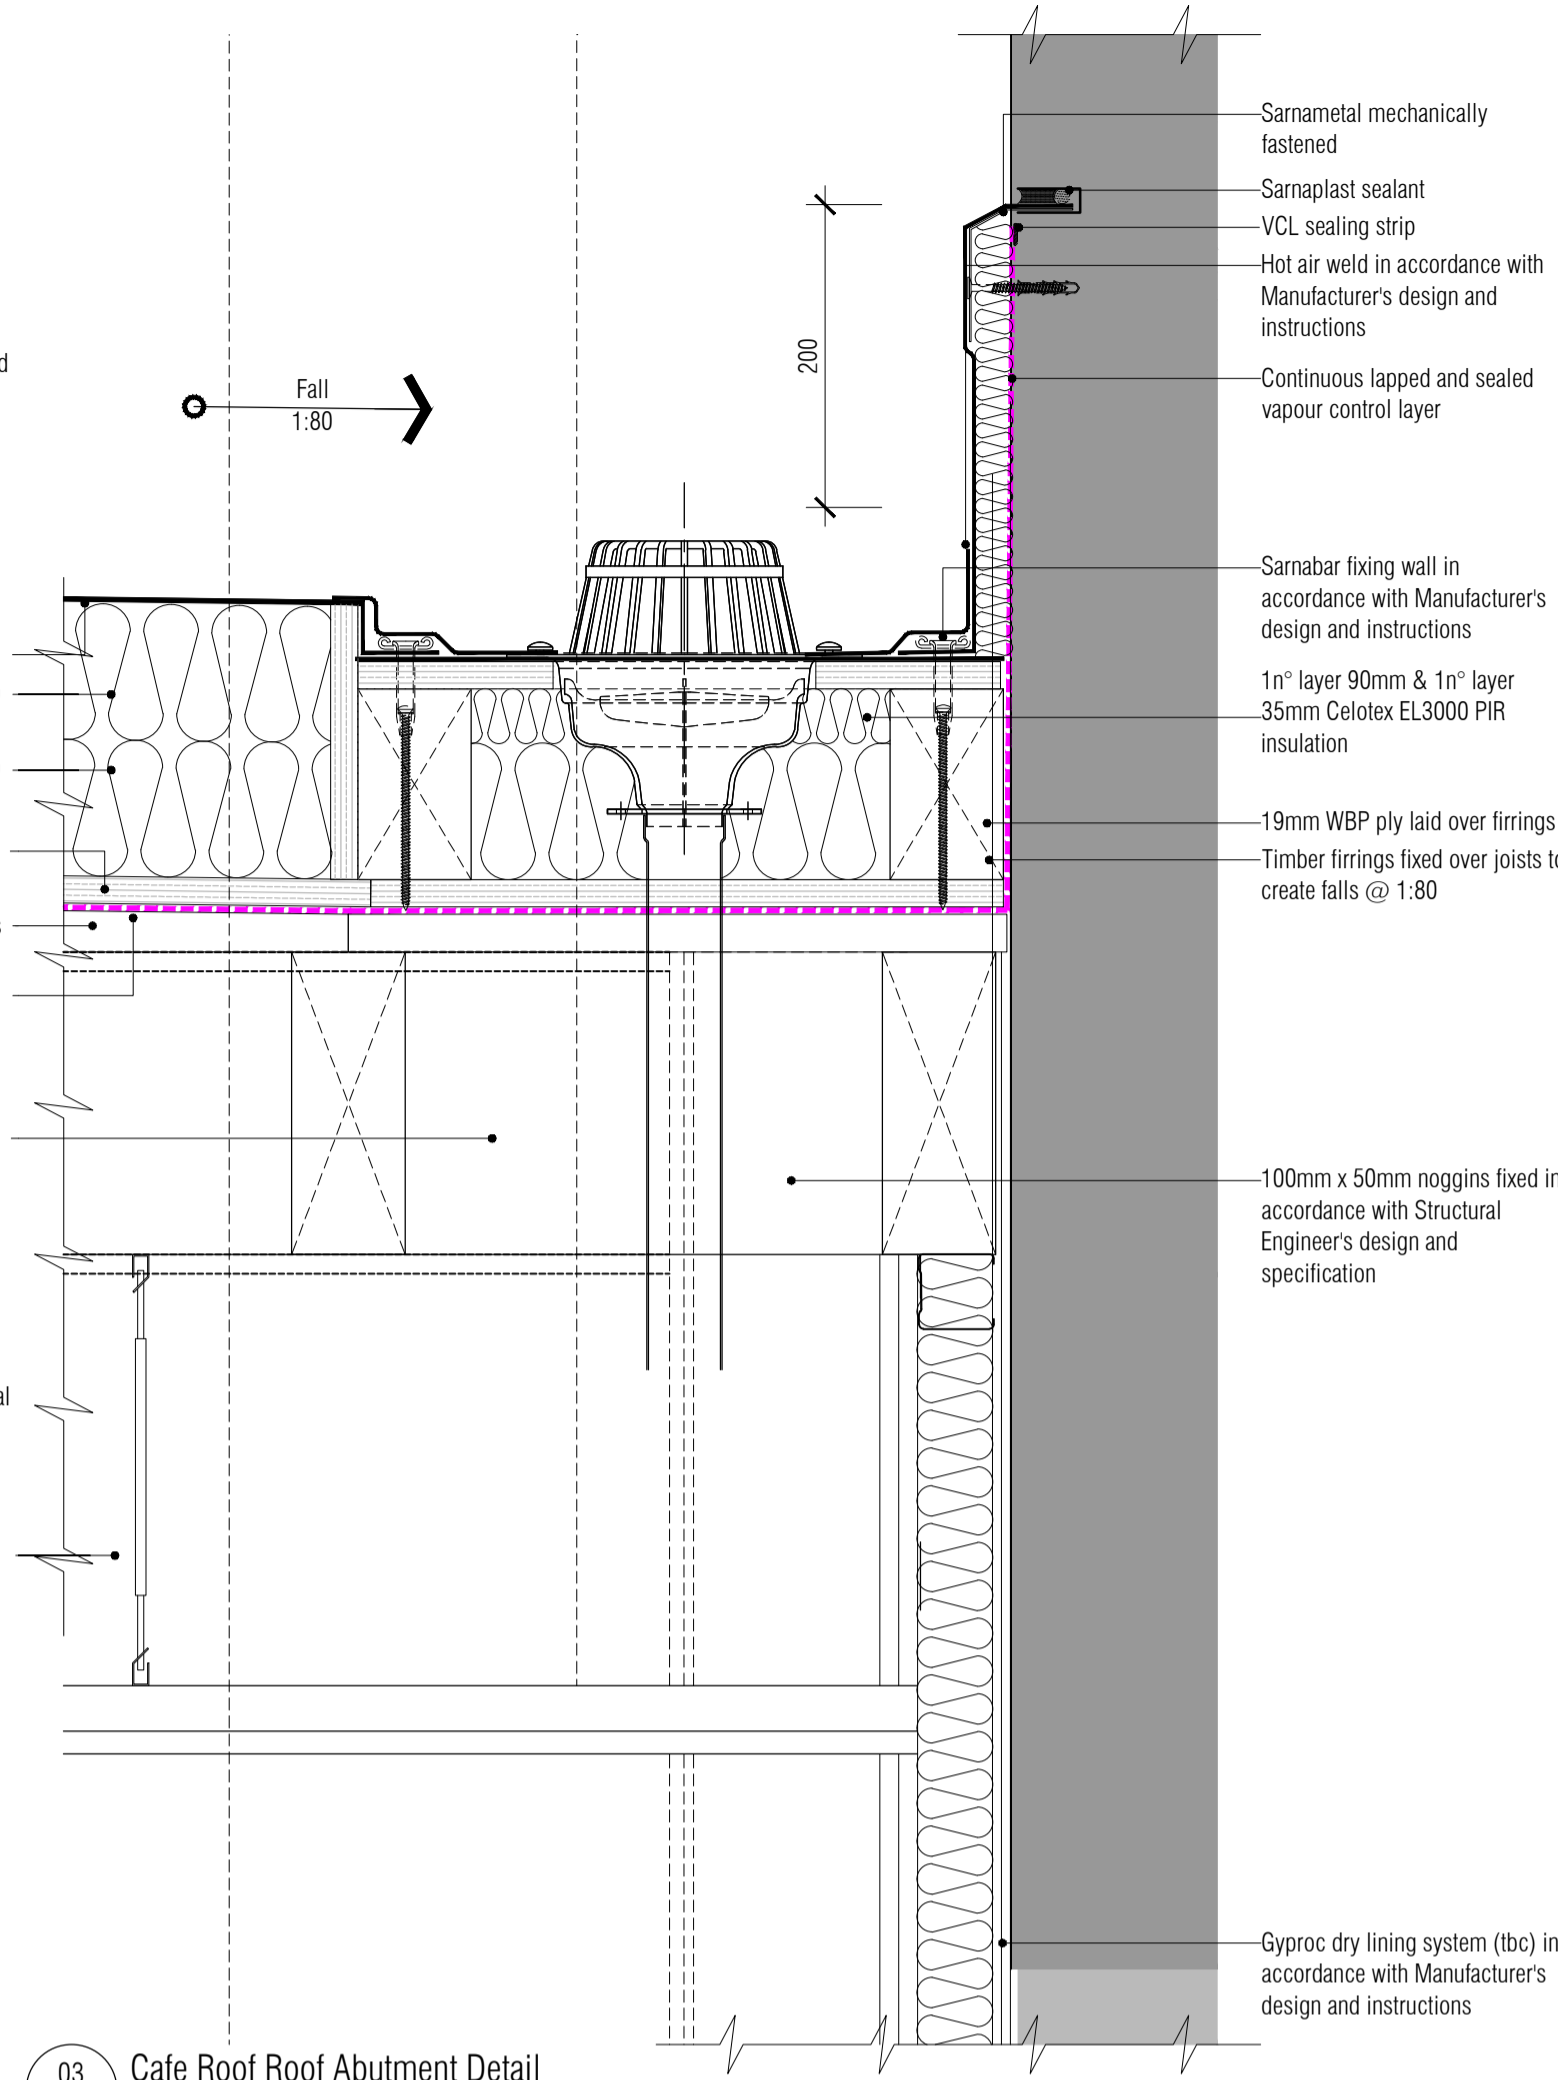 Sarnametal mechanically
fastened
Sarnaplast sealant
VCL sealing strip
Hot air weld in accordance with
Manufacturer's design and
instructions
200
Fall
1:80
Continuous lapped and sealed
vapour control layer
Sarnabar fixing wall in
accordance with Manufacturer's
design and instructions
1n° layer 90mm & 1n° layer
35mm Celotex EL3000 PIR
insulation
19mm WBP ply laid over firrings
Timber firrings fixed over joists to
create falls @ 1:80
100mm x 50mm noggins fixed in
accordance with Structural
Engineer's design and
specification
Gyproc dry lining system (tbc) in
accordance with Manufacturer's
design and instructions
03
Cafe Roof Roof Abutment Detail